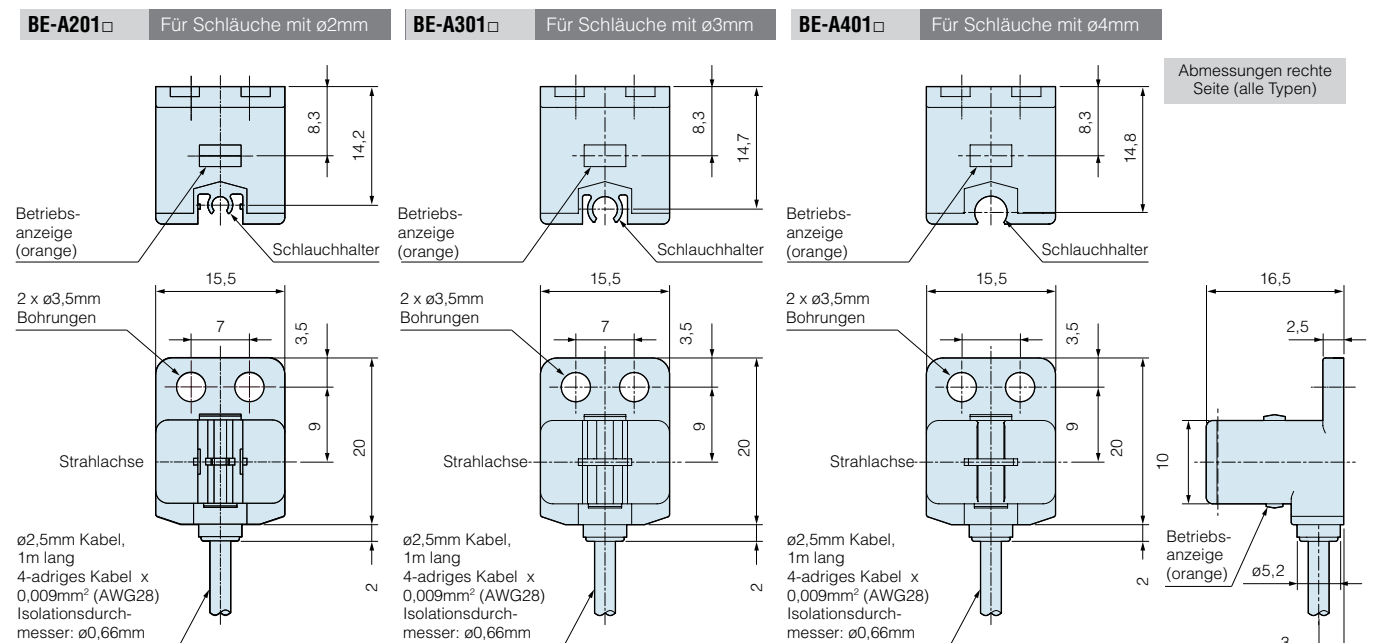 BE-A201□ Für Schläuche mit ø2mm
8,3
14,2
Betriebs-
anzeige
(orange)
Schlauchhalter
15,5
2 x ø3,5mm
Bohrungen
7
3,5
9
20
Strahlachse
ø2,5mm Kabel,
1m lang
4-adriges Kabel x
0,009mm² (AWG28)
Isolationsdurch-
messer: ø0,66mm
2
BE-A301□ Für Schläuche mit ø3mm
8,3
14,7
Betriebs-
anzeige
(orange)
Schlauchhalter
15,5
2 x ø3,5mm
Bohrungen
7
3,5
9
20
Strahlachse
ø2,5mm Kabel,
1m lang
4-adriges Kabel x
0,009mm² (AWG28)
Isolationsdurch-
messer: ø0,66mm
2
BE-A401□ Für Schläuche mit ø4mm
8,3
14,8
Betriebs-
anzeige
(orange)
Schlauchhalter
15,5
2 x ø3,5mm
Bohrungen
3,5
9
20
Strahlachse
ø2,5mm Kabel,
1m lang
4-adriges Kabel x
0,009mm² (AWG28)
Isolationsdurch-
messer: ø0,66mm
2
Abmessungen rechte
Seite (alle Typen)
16,5
2,5
10
Betriebs-
anzeige
(orange)
ø5,2
3